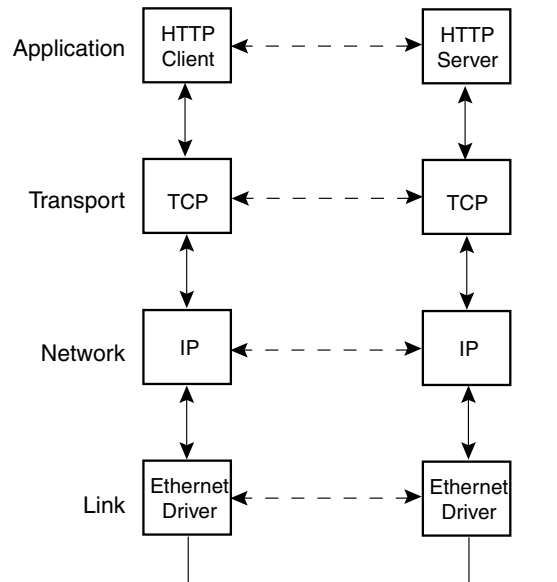 Application
HTTP
Client
HTTP
Server
Transport
TCP
TCP
Network
IP
IP
Link
Ethernet
Driver
Ethernet
Driver